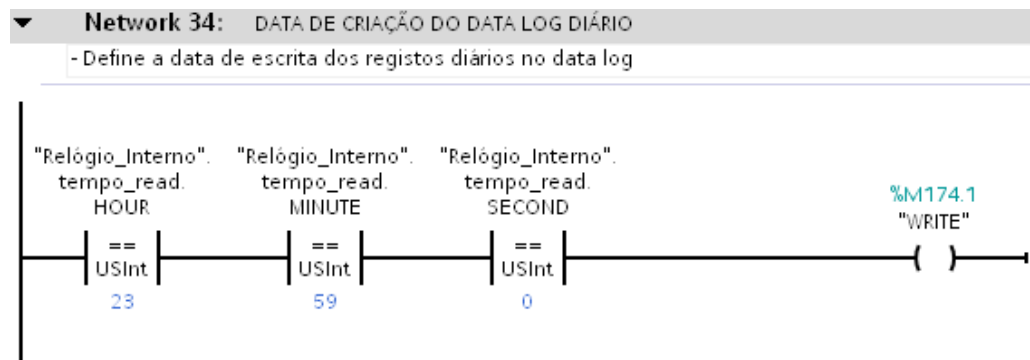 Network 34: DATA DE CRIAÇÃO DO DATA LOG DIÁRIO
- Define a data de escrita dos registos diários no data log
"Relógio_Interno". "Relógio_Interno". "Relógio_Interno".
tempo_read. tempo_read. tempo_read.
HOUR MINUTE SECOND
%M174.1
"WRITE"
== == ==
USInt USInt USInt
23 59 0